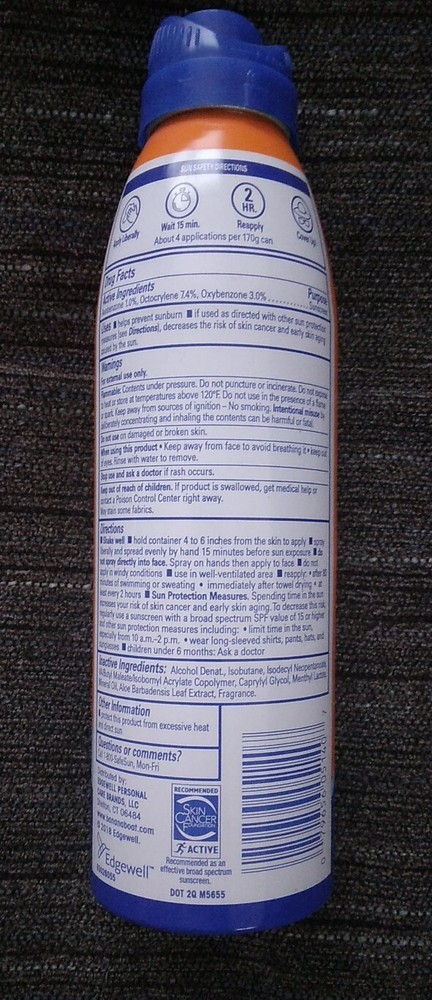 SUN SAFETY DIRECTIONS
2 HR.
Apply Liberally
Wait 15 min.
Reapply
Cover Up
About 4 applications per 170g can
Drug Facts
Active Ingredients
Purpose
1.0%, Octocrylene 7.4%, Oxybenzone 3.0%
Sunscreen
Uses ■ helps prevent sunburn ■ if used as directed with other sun protection
measures (see Directions), decreases the risk of skin cancer and early skin aging
caused by the sun.
Warnings
For external use only.
Flammable: Contents under pressure. Do not puncture or incinerate. Do not expose
to heat or store at temperatures above 120°F. Do not use in the presence of a flame
or spark. Keep away from sources of ignition – No smoking. Intentional misuse by
deliberately concentrating and inhaling the contents can be harmful or fatal.
Do not use on damaged or broken skin.
When using this product • Keep away from face to avoid breathing it • keep out
of eyes. Rinse with water to remove.
Stop use and ask a doctor if rash occurs.
Keep out of reach of children. If product is swallowed, get medical help or
contact a Poison Control Center right away.
May stain some fabrics.
Directions
■ Shake well ■ hold container 4 to 6 inches from the skin to apply ■ spray
liberally and spread evenly by hand 15 minutes before sun exposure ■ do
not spray directly into face. Spray on hands then apply to face ■ do not
apply in windy conditions ■ use in well-ventilated area ■ reapply: • after 80
minutes of swimming or sweating • immediately after towel drying • at
least every 2 hours ■ Sun Protection Measures. Spending time in the sun
increases your risk of skin cancer and early skin aging. To decrease this risk,
regularly use a sunscreen with a broad spectrum SPF value of 15 or higher
and other sun protection measures including: • limit time in the sun,
especially from 10 a.m.–2 p.m. • wear long-sleeved shirts, pants, hats, and
sunglasses ■ children under 6 months: Ask a doctor
Inactive Ingredients: Alcohol Denat., Isobutane, Isodecyl Neopentanoate,
Maleate/Isobornyl Acrylate Copolymer, Caprylyl Glycol, Menthyl Lactate,
Mineral Oil, Aloe Barbadensis Leaf Extract, Fragrance.
Other Information
■ protect this product from excessive heat
and direct sun
Questions or comments?
Call 1-800-SafeSun, Mon-Fri
Distributed by:
EDGEWELL PERSONAL
CARE BRANDS, LLC
Shelton, CT 06484
www.bananaboat.com
© 2018 Edgewell.
Edgewell™
RECOMMENDED
SKIN
CANCER
FOUNDATION
ACTIVE
Recommended as an
effective broad spectrum
sunscreen.
DOT 2Q M5655